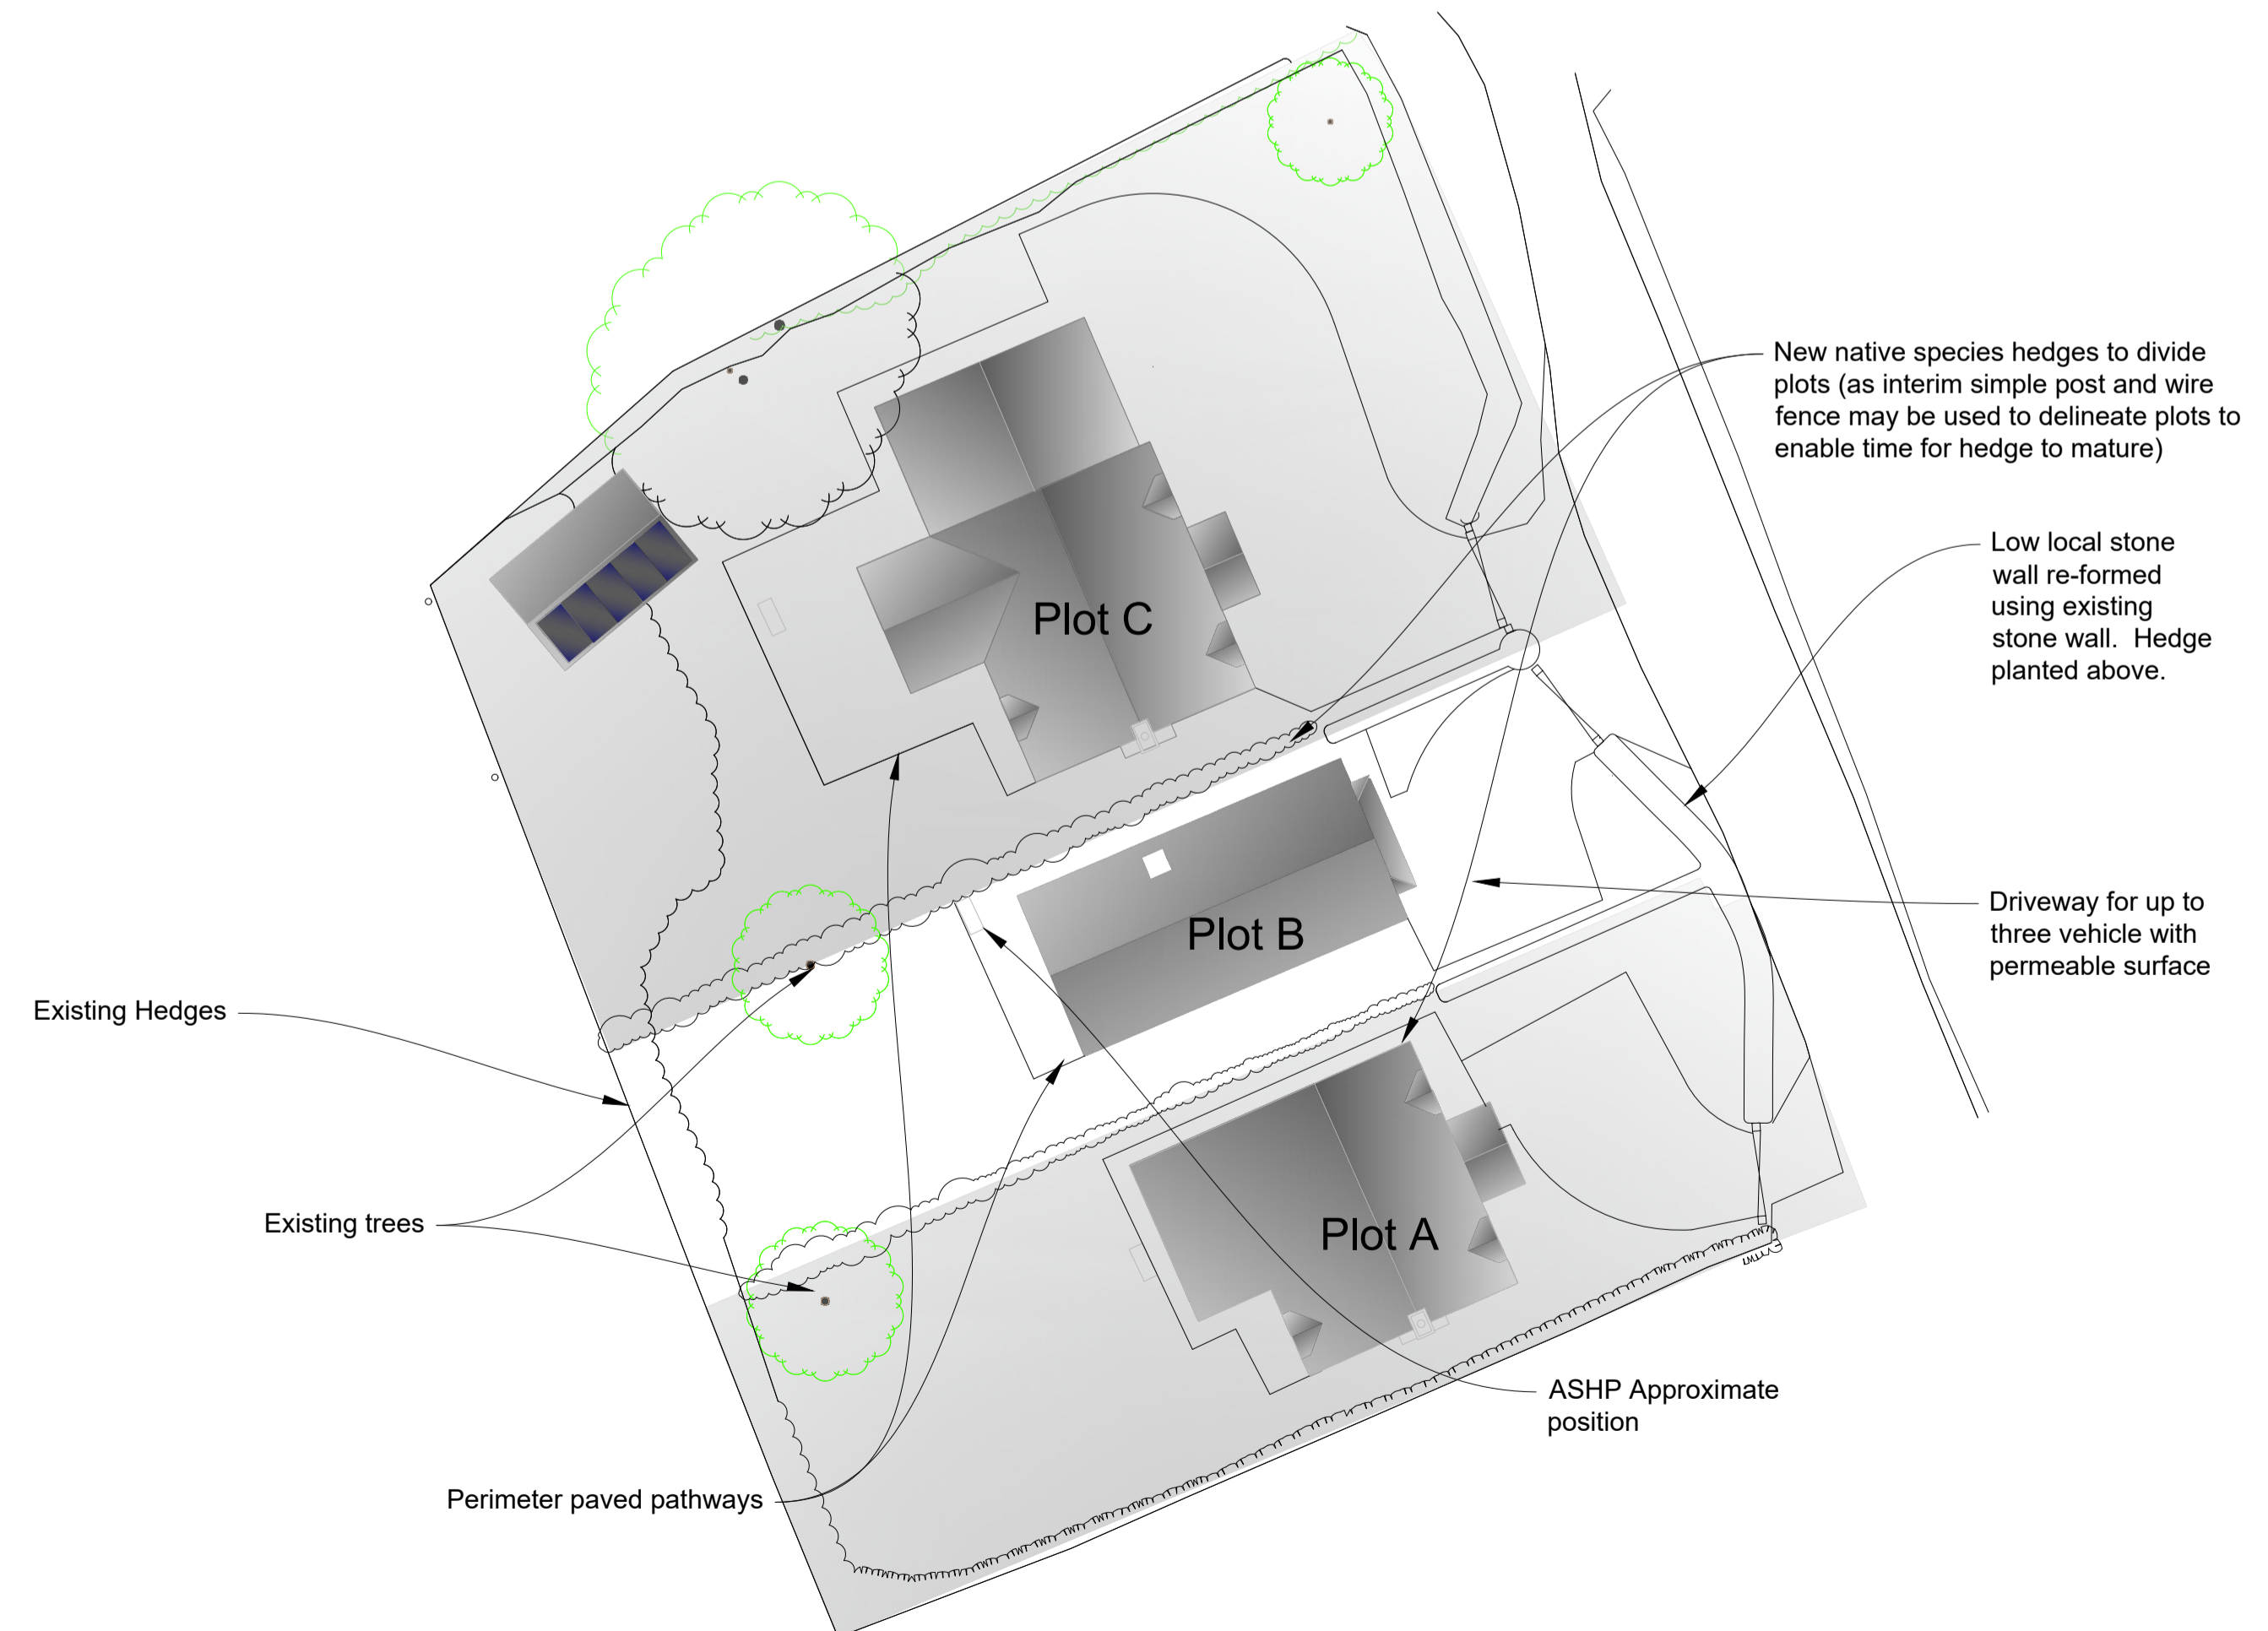 New native species hedges to divide
plots (as interim simple post and wire
fence may be used to delineate plots to
enable time for hedge to mature)
Low local stone
wall re-formed
using existing
stone wall.  Hedge
planted above.
Plot C
Driveway for up to
three vehicle with
permeable surface
Plot B
Existing Hedges
Existing trees
Plot A
ASHP Approximate
position
Perimeter paved pathways